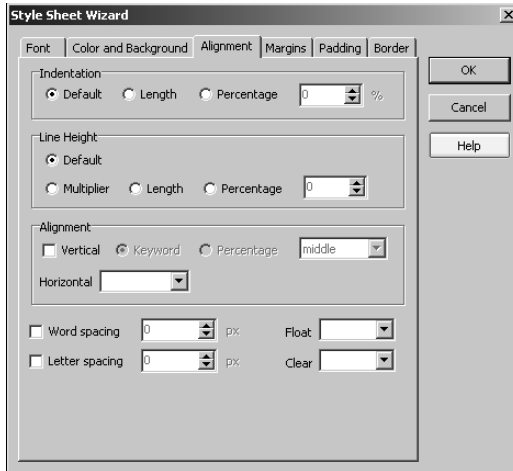 Style Sheet Wizard
Font Color and Background Alignment Margins Padding Border
OK
Cancel
Help
Indentation
Default Length Percentage 0 %
Line Height
Default
Multiplier Length Percentage 0
Alignment
Vertical Keyword Percentage middle
Horizontal
Word spacing 0 px Float
Letter spacing 0 px Clear